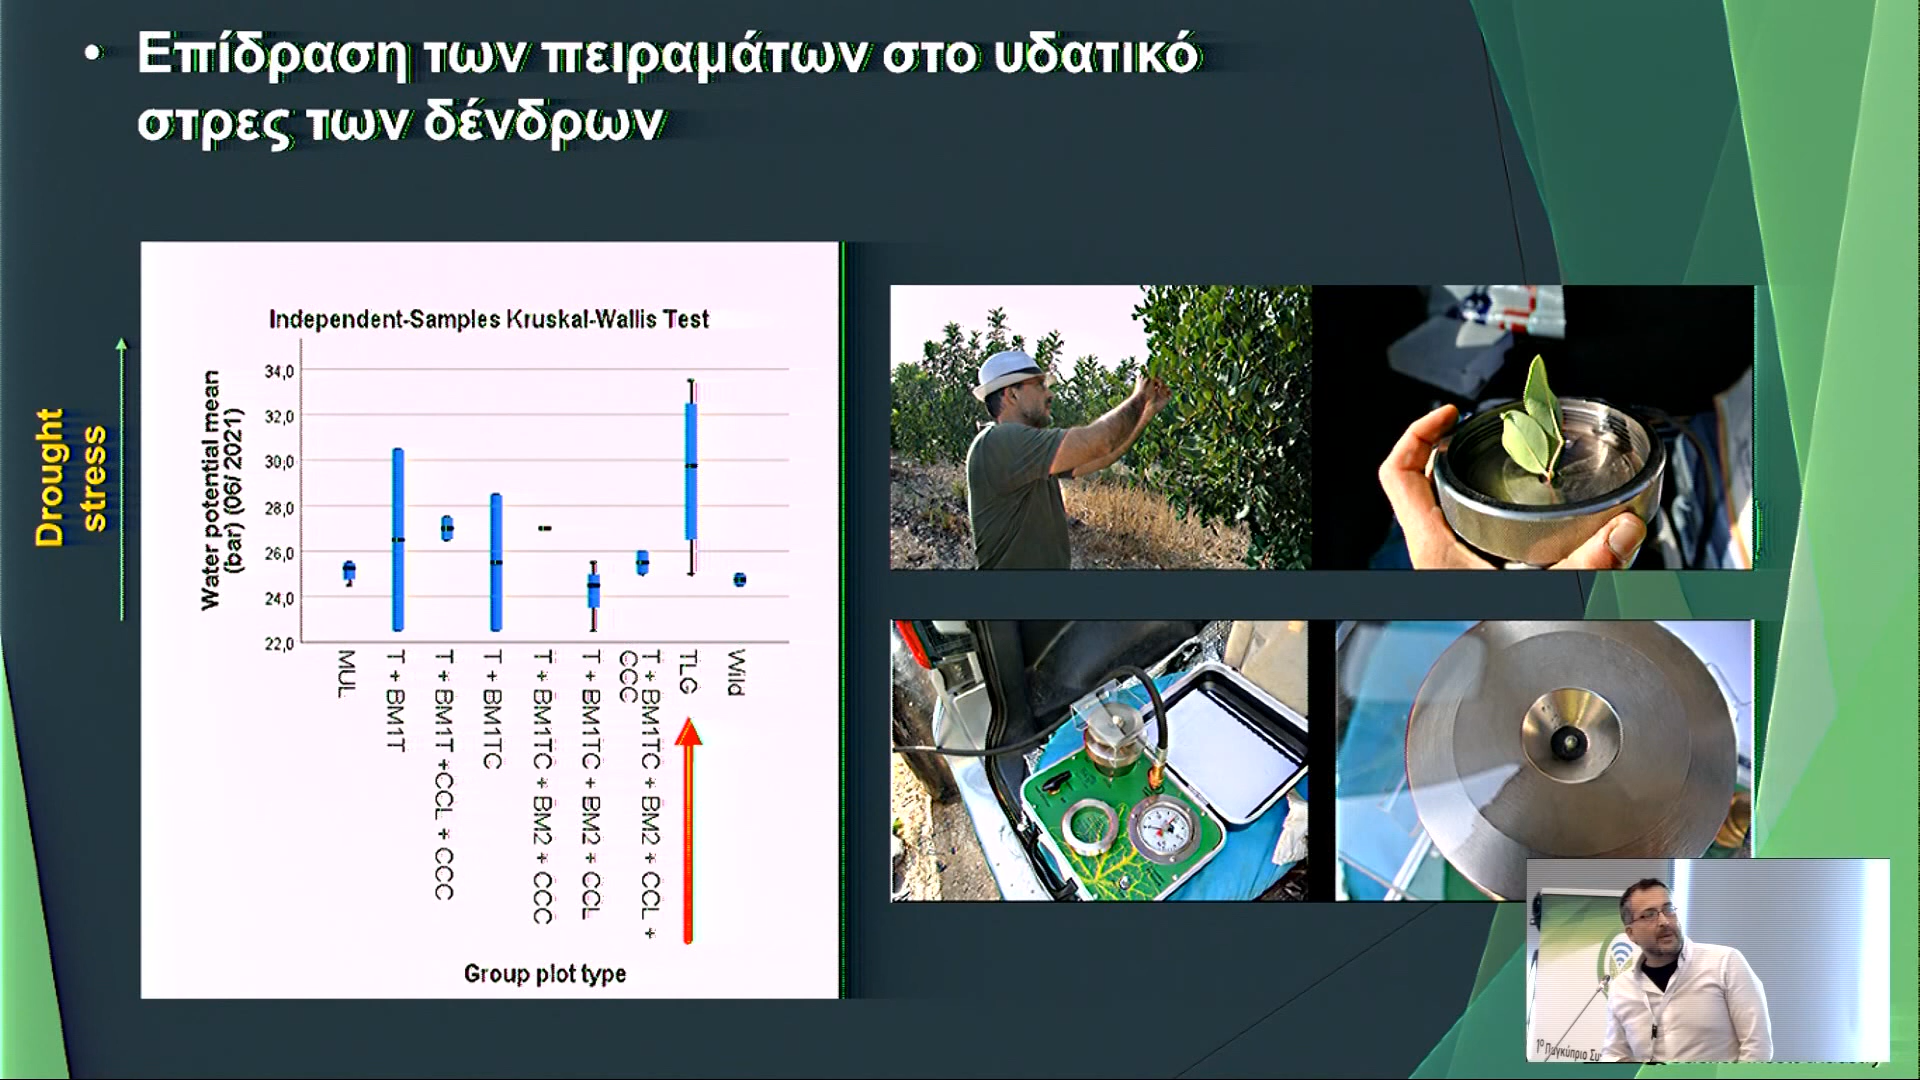 • Επίδραση των πειραμάτων στο υδατικό
στρες των δένδρων
Drought
stress
Independent-Samples Kruskal-Wallis Test
Water potential mean
(bar) (06/ 2021)
34,0
32,0
30,0
28,0
26,0
24,0
22,0
MUL
T + BM1T
T + BM1T +CCL + CCC
T + BM1TC
T + BM1TC + BM2 + CCC
T + BM1TC + BM2 + CCL
T + BM1TC + BM2 + CCL +
CCC
TLG
Wild
Group plot type
1º Παγκύπριο